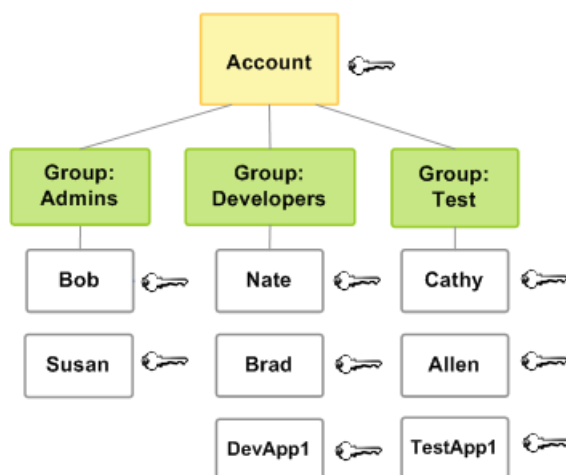 Account
Group:
Admins
Group:
Developers
Group:
Test
Bob
Nate
Cathy
Susan
Brad
Allen
DevApp1
TestApp1